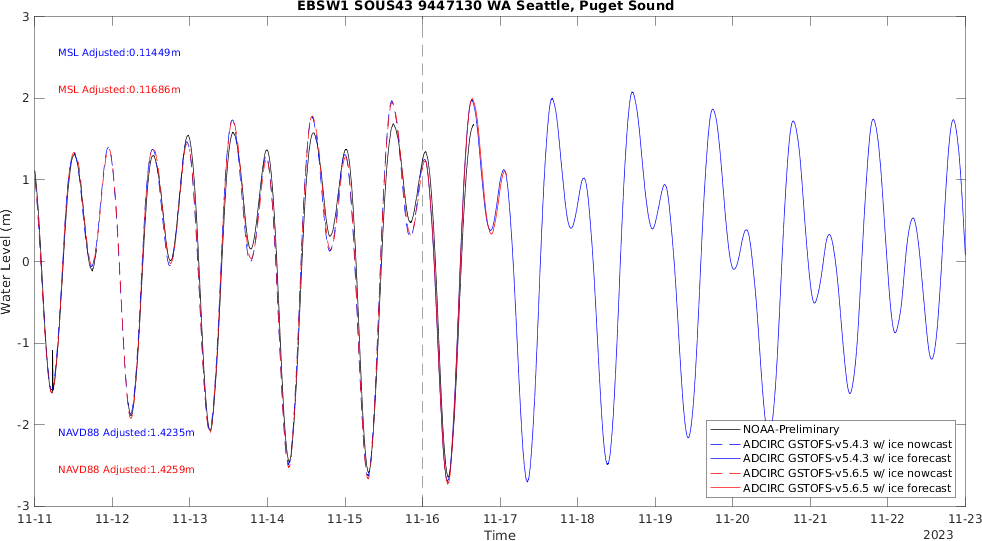 EBSW1 SOUS43 9447130 WA Seattle, Puget Sound
3
MSL Adjusted:0.11449m
MSL Adjusted:0.11686m
2
1
0
-1
-2
-3
Water Level (m)
NAVD88 Adjusted:1.4235m
NAVD88 Adjusted:1.4259m
NOAA-Preliminary
ADCIRC GSTOFS-v5.4.3 w/ ice nowcast
ADCIRC GSTOFS-v5.4.3 w/ ice forecast
ADCIRC GSTOFS-v5.6.5 w/ ice nowcast
ADCIRC GSTOFS-v5.6.5 w/ ice forecast
11-11 11-12 11-13 11-14 11-15 11-16 11-17 11-18 11-19 11-20 11-21 11-22 11-23
Time
2023